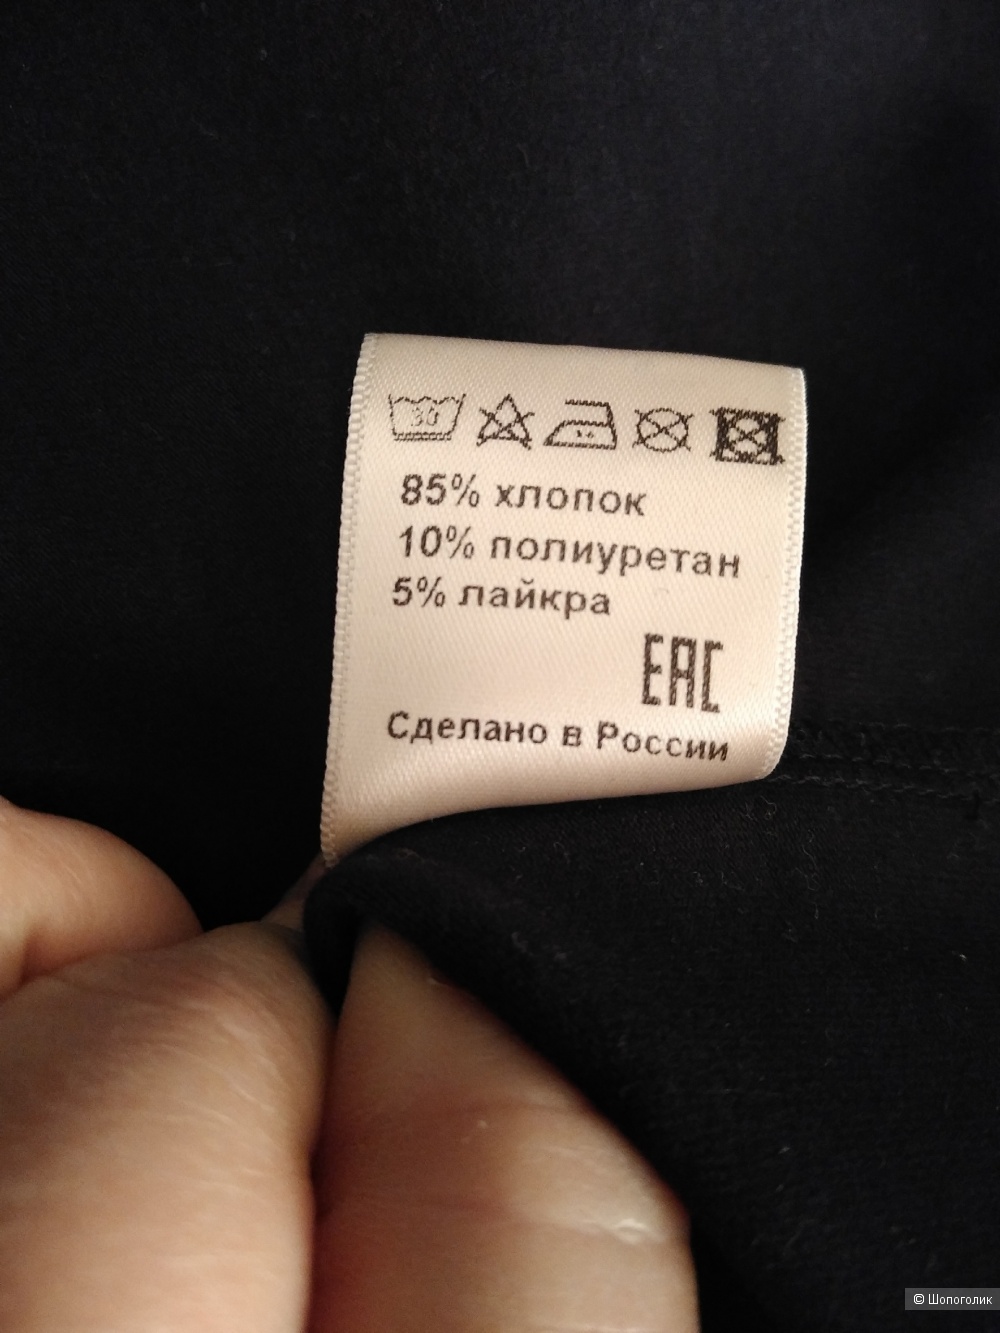 30
85% хлопок
10% полиуретан
5% лайкра
EAC
Сделано в России
© Шопоголик